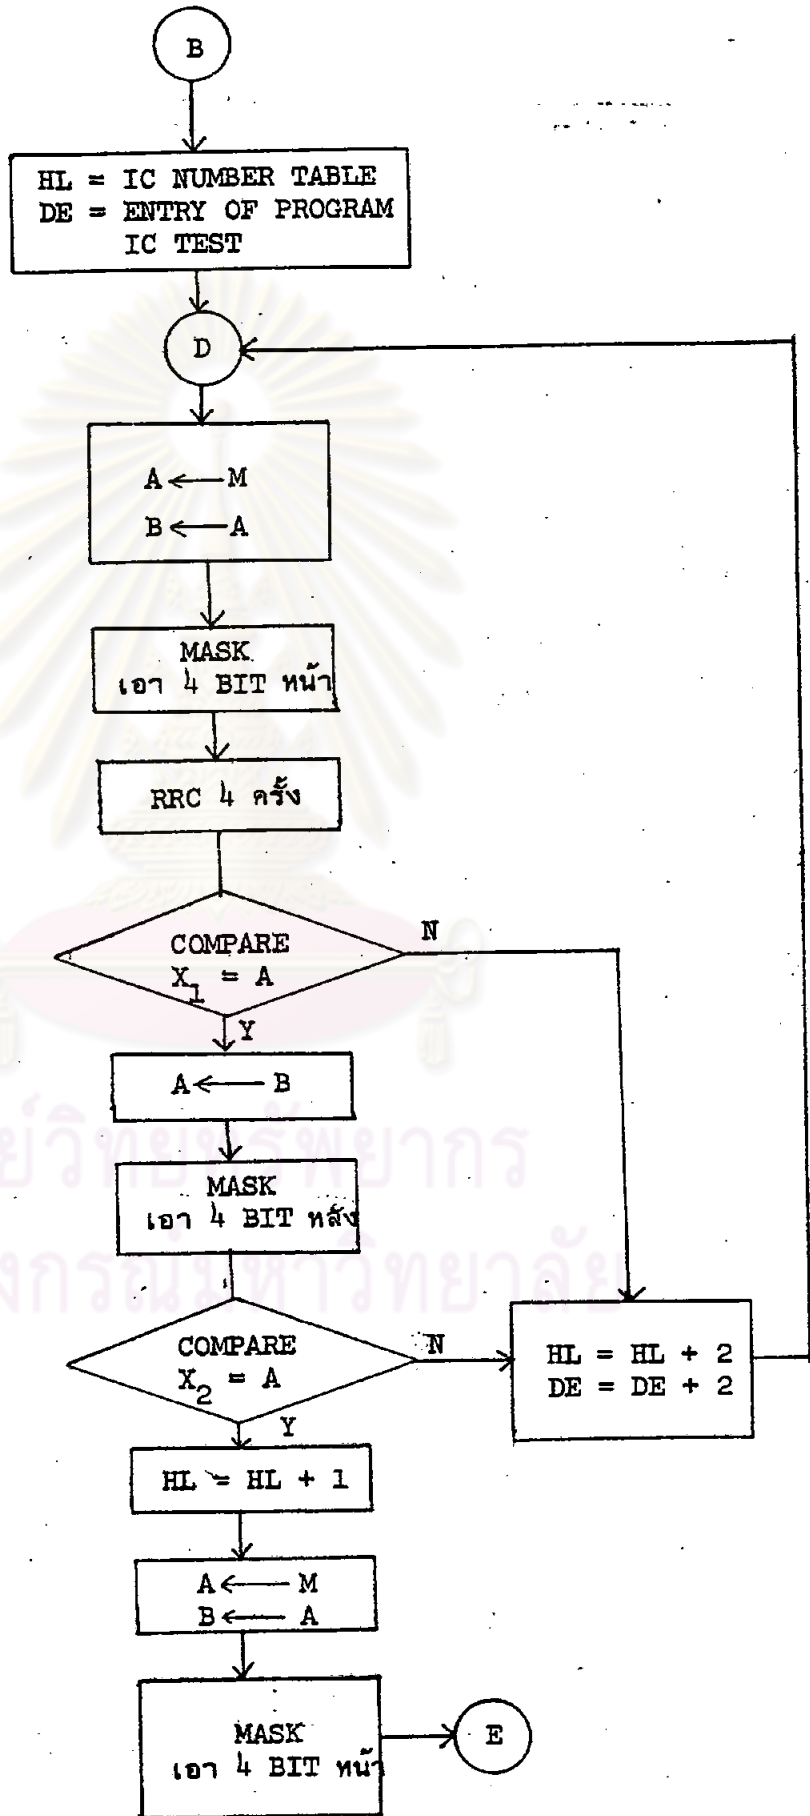 B
HL = IC NUMBER TABLE
DE = ENTRY OF PROGRAM
IC TEST
D
A ← M
B ← A
MASK
เอา 4 BIT หน้า
RRC 4 ครั้ง
COMPARE
X₁ = A
N
Y
A ← B
MASK
เอา 4 BIT หลัง
COMPARE
X₂ = A
N
Y
HL = HL + 2
DE = DE + 2
HL = HL + 1
A ← M
B ← A
MASK
เอา 4 BIT หน้า
E